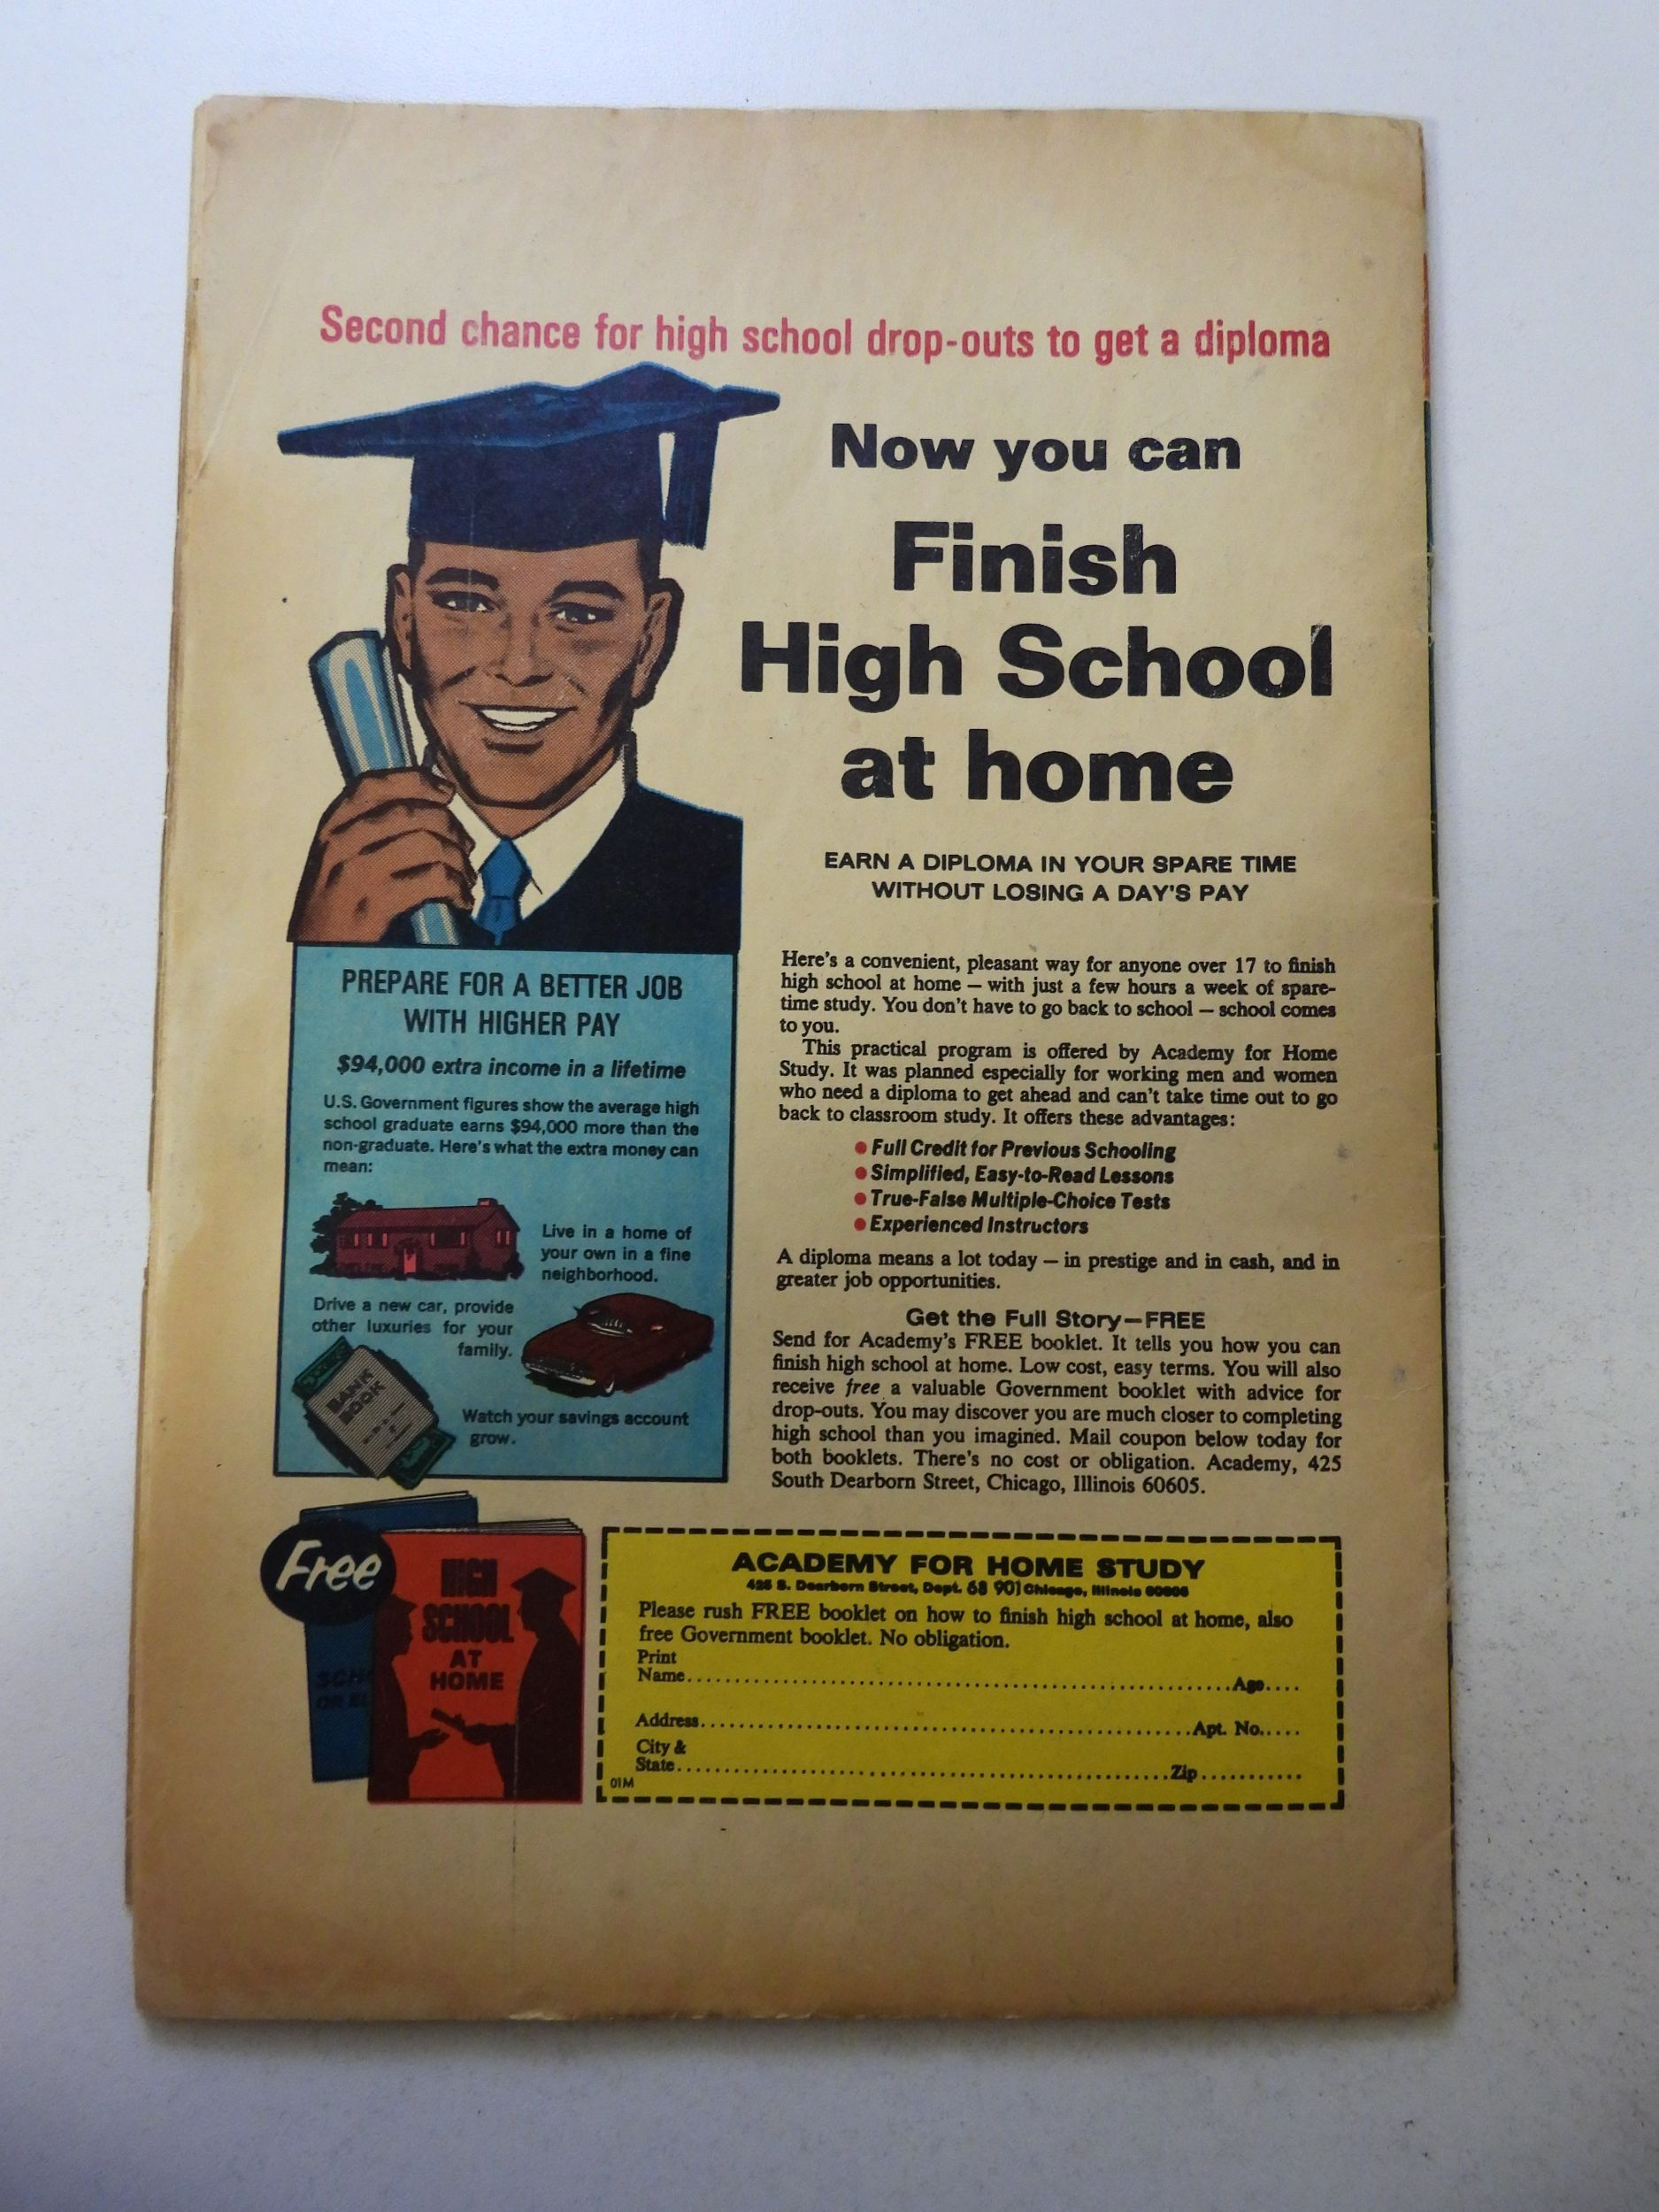 Second chance for high school drop-outs to get a diploma
Now you can
Finish
High School
at home
EARN A DIPLOMA IN YOUR SPARE TIME
WITHOUT LOSING A DAY'S PAY
Here's a convenient, pleasant way for anyone over 17 to finish
high school at home — with just a few hours a week of spare-
time study. You don't have to go back to school — school comes
to you.
This practical program is offered by Academy for Home
Study. It was planned especially for working men and women
who need a diploma to get ahead and can't take time out to go
back to classroom study. It offers these advantages:
● Full Credit for Previous Schooling
● Simplified, Easy-to-Read Lessons
● True-False Multiple-Choice Tests
● Experienced Instructors
A diploma means a lot today — in prestige and in cash, and in
greater job opportunities.
Get the Full Story—FREE
Send for Academy's FREE booklet. It tells you how you can
finish high school at home. Low cost, easy terms. You will also
receive free a valuable Government booklet with advice for
drop-outs. You may discover you are much closer to completing
high school than you imagined. Mail coupon below today for
both booklets. There's no cost or obligation. Academy, 425
South Dearborn Street, Chicago, Illinois 60605.
PREPARE FOR A BETTER JOB
WITH HIGHER PAY
$94,000 extra income in a lifetime
U.S. Government figures show the average high
school graduate earns $94,000 more than the
non-graduate. Here's what the extra money can
mean:
Live in a home of
your own in a fine
neighborhood.
Drive a new car, provide
other luxuries for your
family.
BANK
BOOK
Watch your savings account
grow.
Free
HIGH
SCHOOL
AT
HOME
ACADEMY FOR HOME STUDY
425 S. Dearborn Street, Dept. 68 901 Chicago, Illinois 60605
Please rush FREE booklet on how to finish high school at home, also
free Government booklet. No obligation.
Print
Name..........Age....
Address..........Apt. No.....
City &
State..........Zip..........
01M